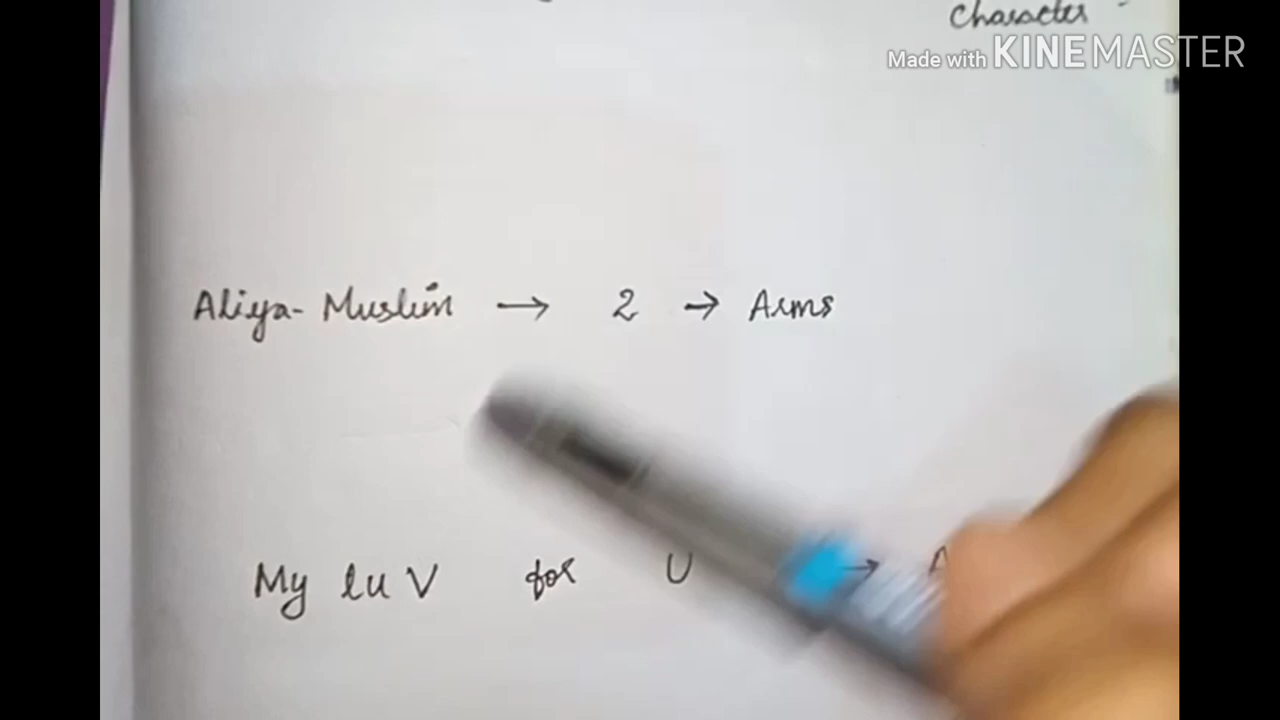 Character
Made with KINEMASTER
Aliya- Muslim → 2 → Arms
My luV for U →